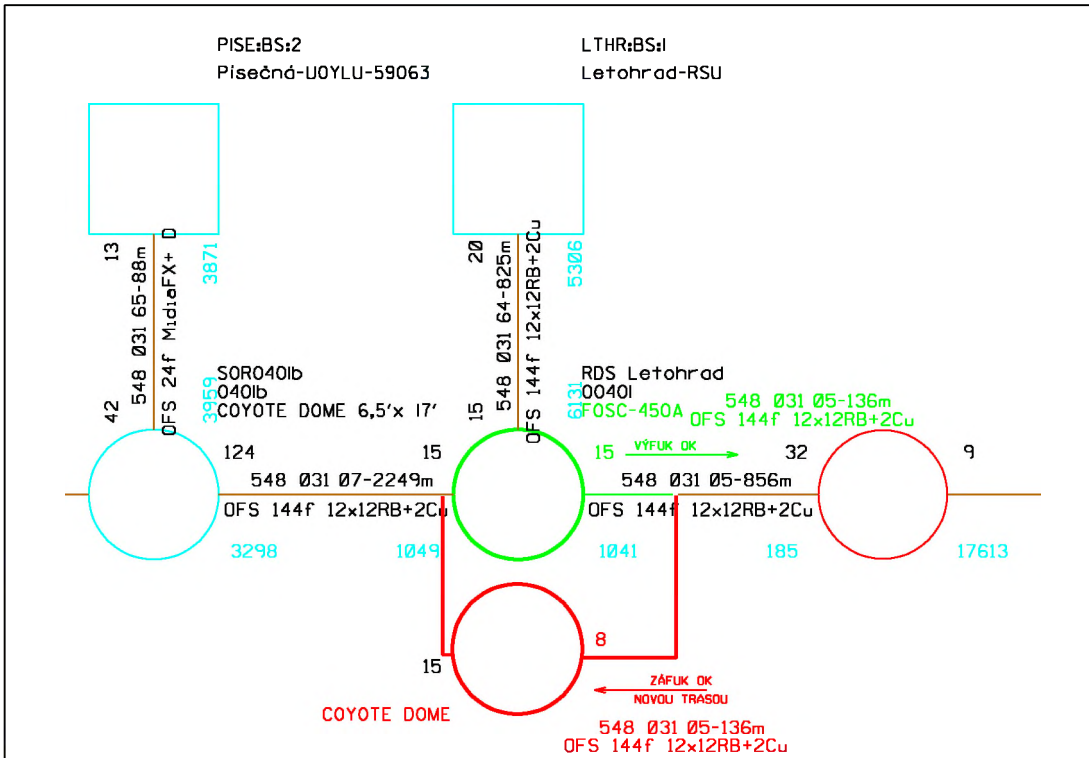 PISE:BS:2
Písečná-U0YLU-59063
LTHR:BS:1
Letohrad-RSU
13
548 031 65-88m
OFS 24f MidiaFX+ D
3871
20
548 031 64-825m
OFS 144f 12x12RB+2Cu
5306
42
3959
SOR0401b
0401b
COYOTE DOME 6,5'x 17'
15
6131
RDS Letohrad
00401
FOSC-450A
548 031 05-136m
OFS 144f 12x12RB+2Cu
124
15
15
VÝFUK OK
32
9
548 031 07-2249m
548 031 05-856m
OFS 144f 12x12RB+2Cu
OFS 144f 12x12RB+2Cu
3298
1049
1041
185
17613
8
15
ZÁFUK OK
NOVOU TRASOU
COYOTE DOME
548 031 05-136m
OFS 144f 12x12RB+2Cu